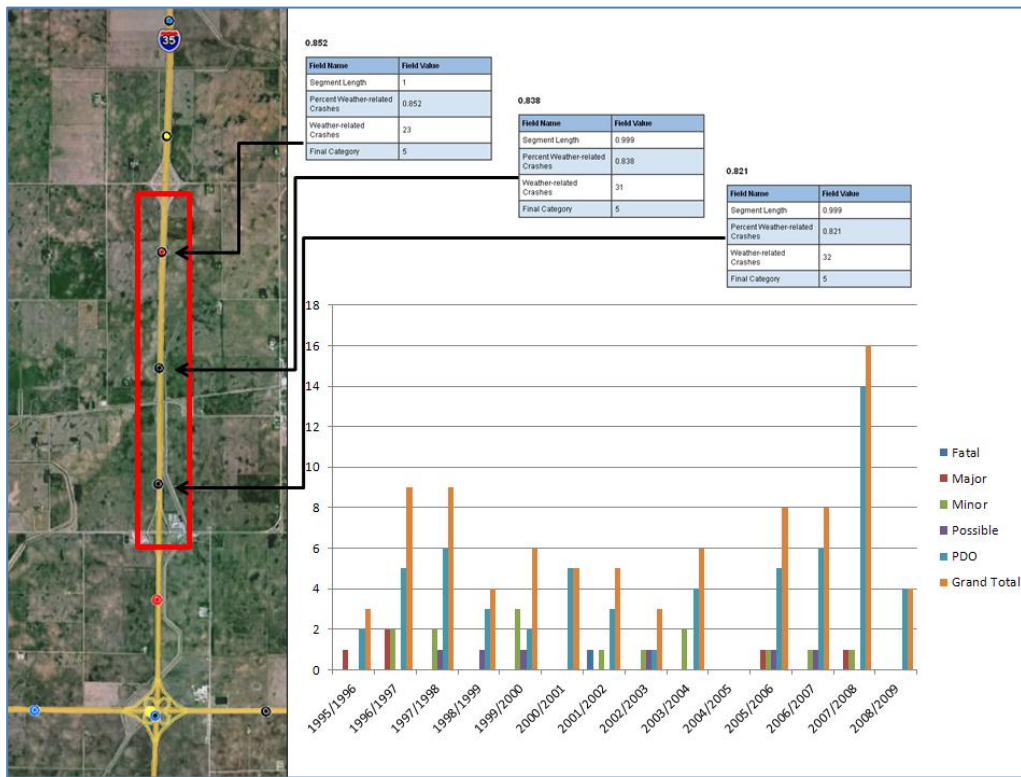 35
0.852
Field Name Field Value
Segment Length 1
Percent Weather-related
Crashes 0.852
Weather-related
Crashes 23
Final Category 5
0.838
Field Name Field Value
Segment Length 0.999
Percent Weather-related
Crashes 0.838
Weather-related
Crashes 31
Final Category 5
0.821
Field Name Field Value
Segment Length 0.999
Percent Weather-related
Crashes 0.821
Weather-related
Crashes 32
Final Category 5
18
16
14
12
10
8
6
4
2
0
1995/1996
1996/1997
1997/1998
1998/1999
1999/2000
2000/2001
2001/2002
2002/2003
2003/2004
2004/2005
2005/2006
2006/2007
2007/2008
2008/2009
Fatal
Major
Minor
Possible
PDO
Grand Total